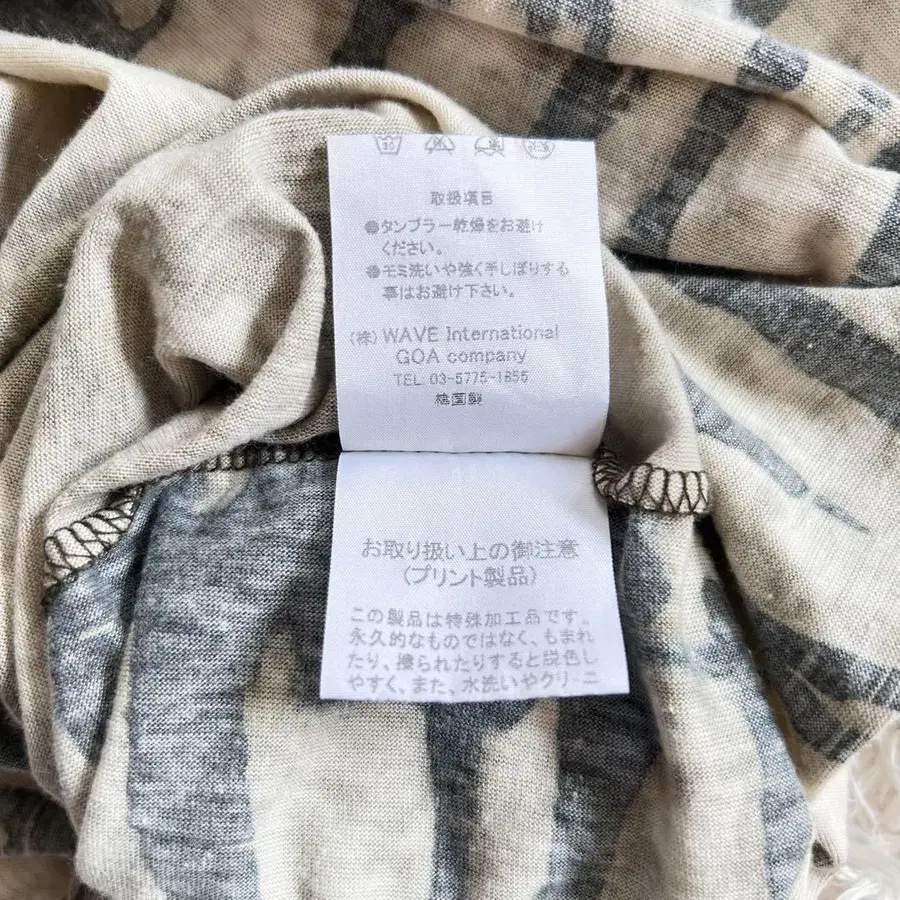 取扱項目
●タンブラー乾燥をお避け
ください。
●モミ洗いや強く手しぼりする
事はお避け下さい。
(株) WAVE International
GOA company
TEL 03-5775-1855
韓国製
お取り扱い上の御注意
(プリント製品)
この製品は特殊加工品です。
永久的なものではなく、もまれ
たり、擦られたりすると脱色し
やすく、また、水洗いやクリーニ